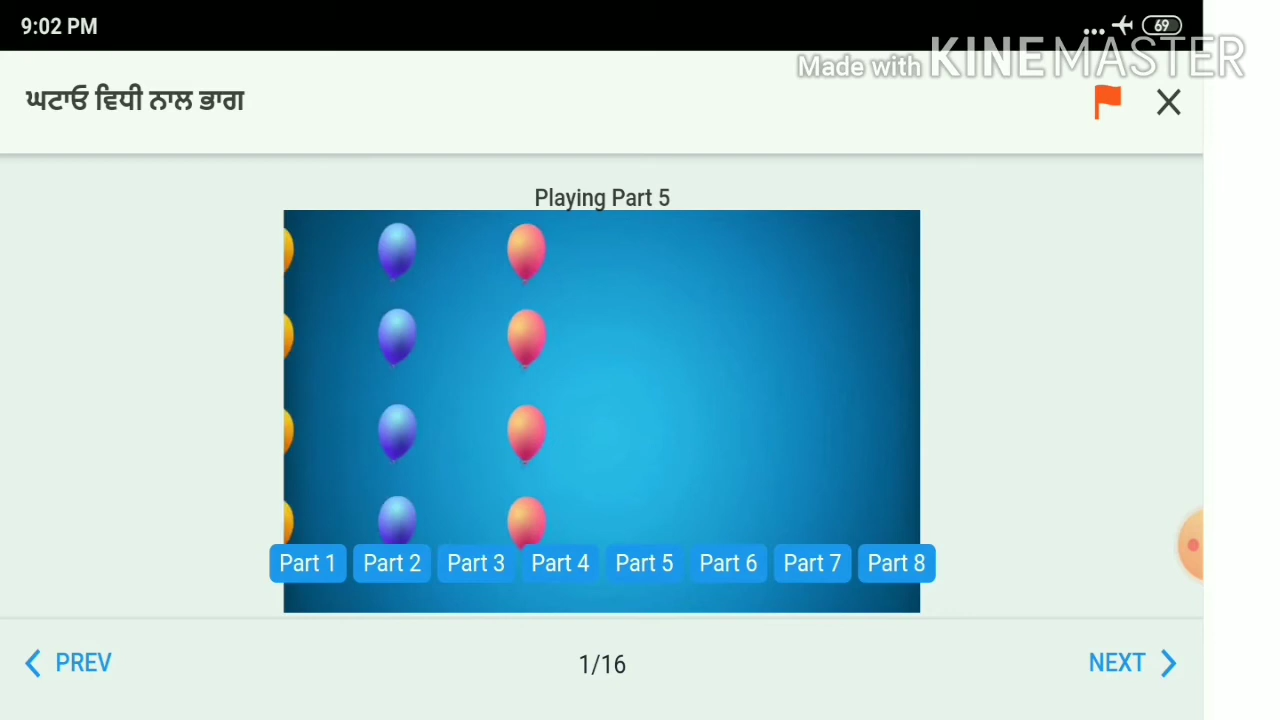 9:02 PM
69
Made with KINEMASTER
ਘਟਾਓ ਵਿਧੀ ਨਾਲ ਭਾਗ
Playing Part 5
Part 1 Part 2 Part 3 Part 4 Part 5 Part 6 Part 7 Part 8
PREV 1/16 NEXT